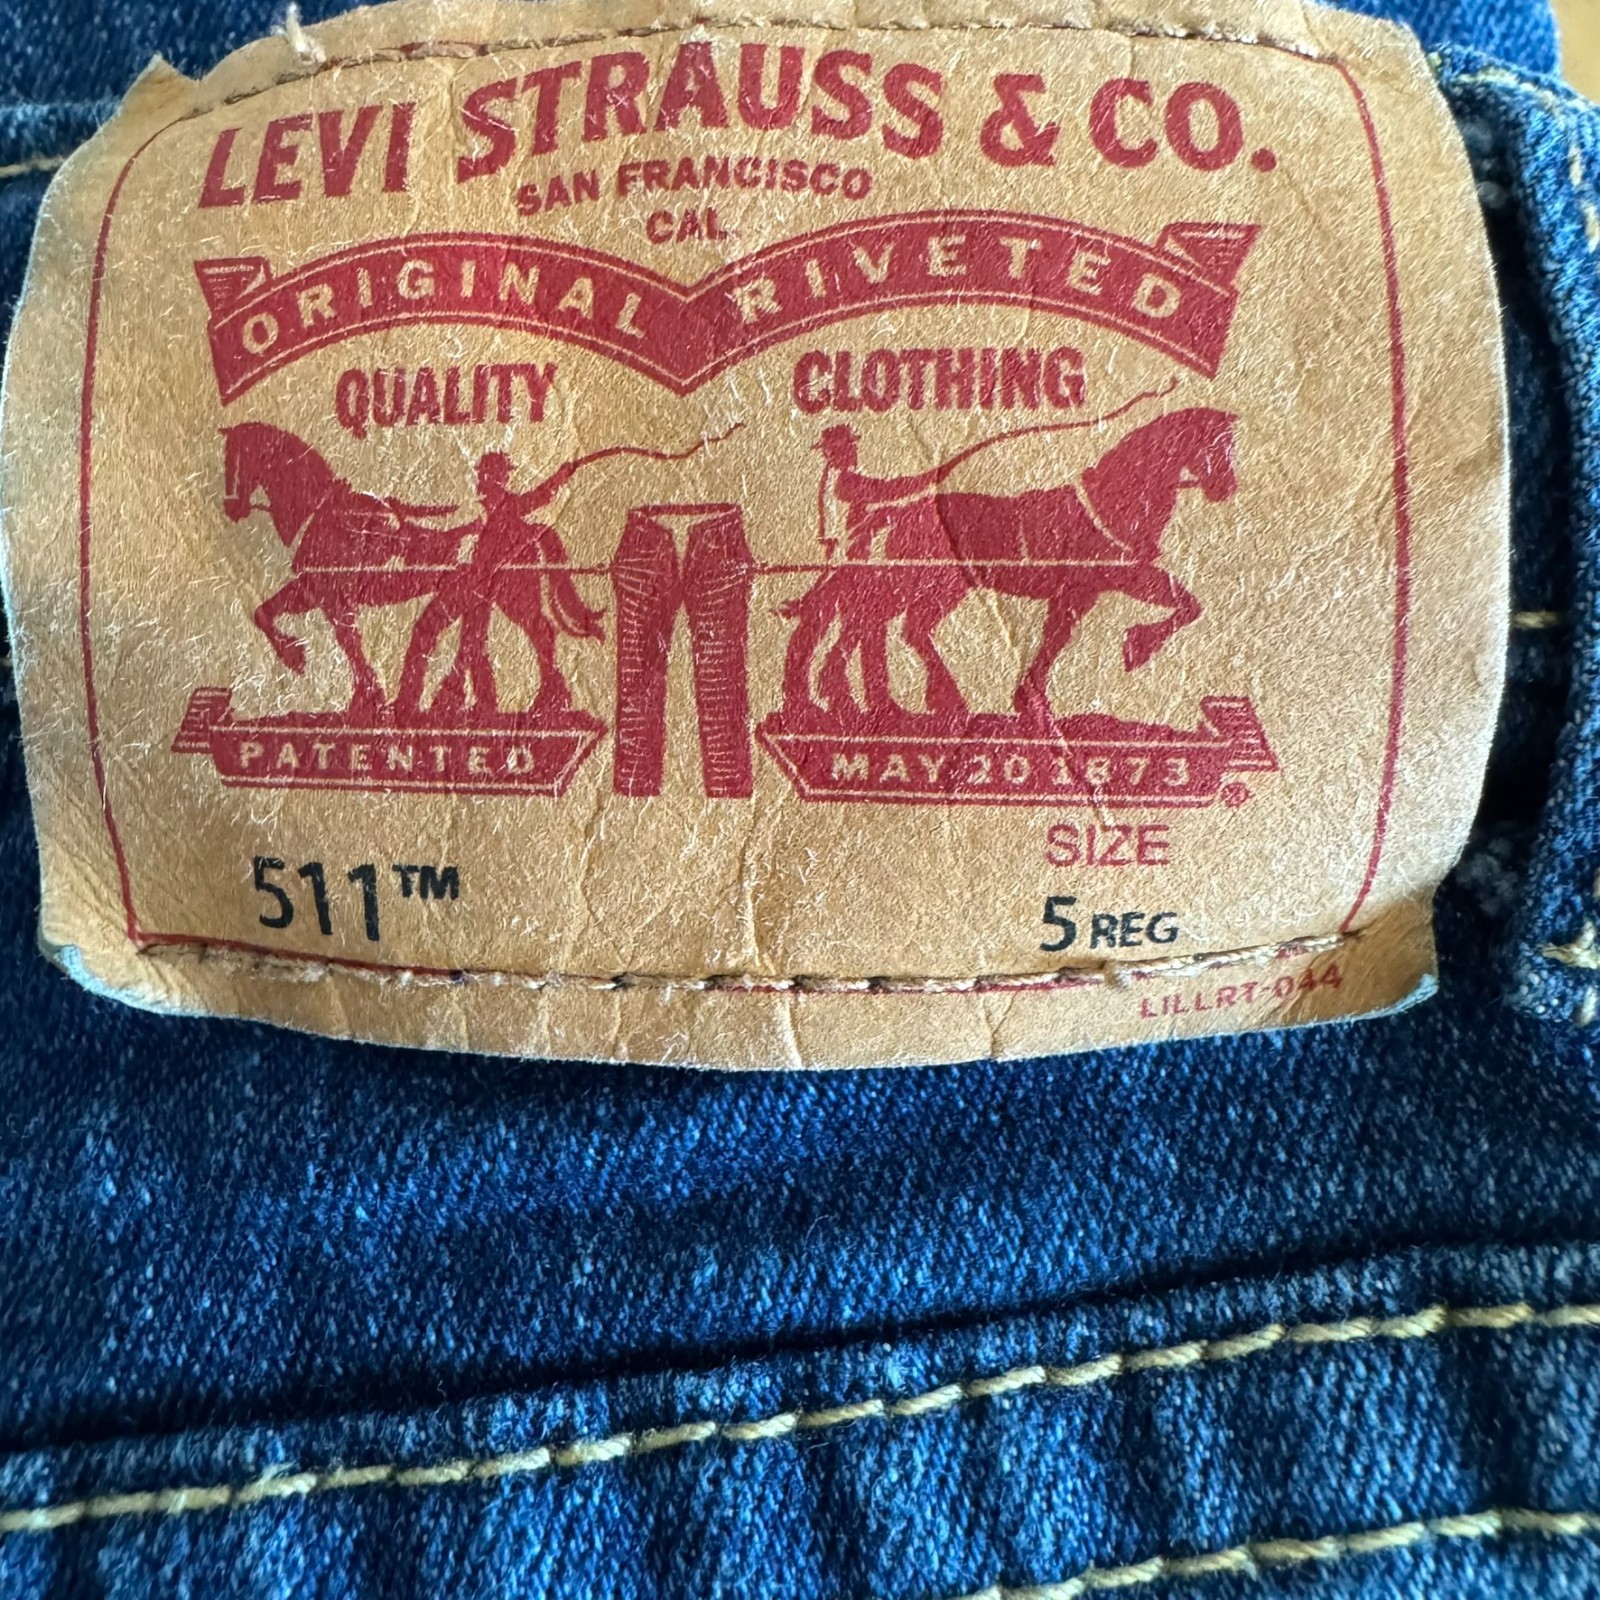 LEVI STRAUSS & CO.
SAN FRANCISCO
CAL.
ORIGINAL RIVETED
QUALITY CLOTHING
PATENTED MAY 20 1873 ®
SIZE
511™ 5 REG
LILLRT-044